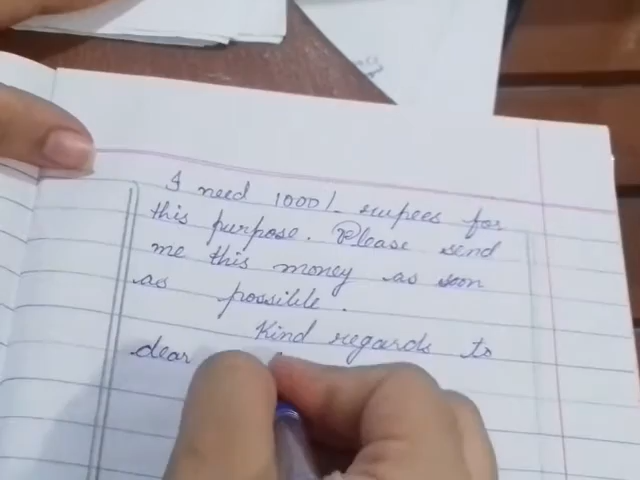 I need 1000/- rupees for
this purpose. Please send
me this money as soon
as possible.
Kind regards to
dear